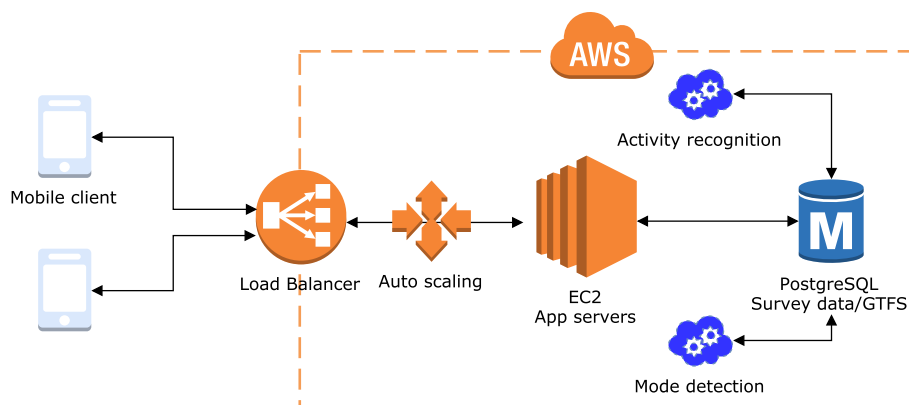 AWS
Activity recognition
Mobile client
M
Load Balancer
Auto scaling
EC2
App servers
PostgreSQL
Survey data/GTFS
Mode detection